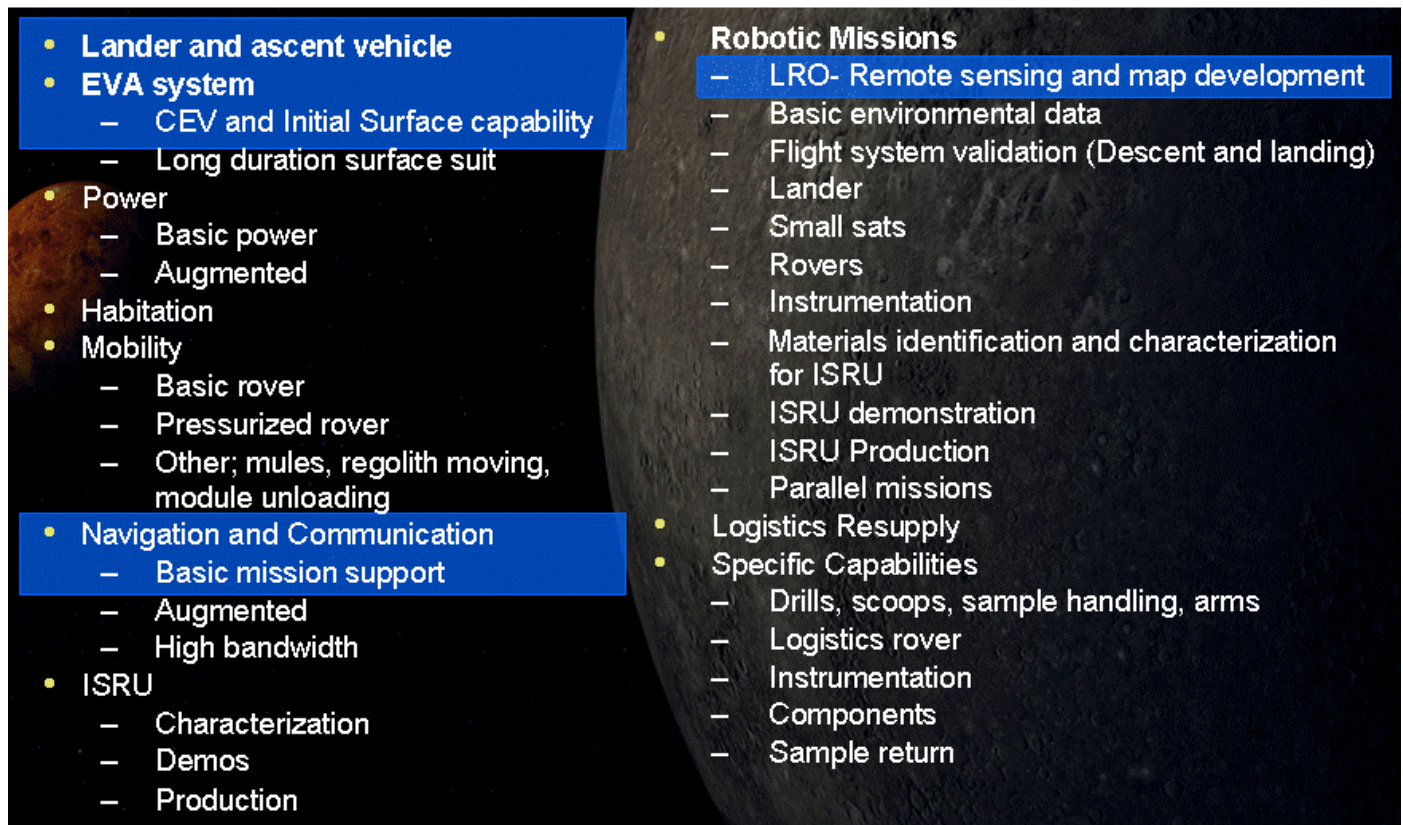 • Lander and ascent vehicle
• EVA system
– CEV and Initial Surface capability
– Long duration surface suit
• Power
– Basic power
– Augmented
• Habitation
• Mobility
– Basic rover
– Pressurized rover
– Other; mules, regolith moving,
module unloading
• Navigation and Communication
– Basic mission support
– Augmented
– High bandwidth
• ISRU
– Characterization
– Demos
– Production
• Robotic Missions
– LRO- Remote sensing and map development
– Basic environmental data
– Flight system validation (Descent and landing)
– Lander
– Small sats
– Rovers
– Instrumentation
– Materials identification and characterization
for ISRU
– ISRU demonstration
– ISRU Production
– Parallel missions
• Logistics Resupply
• Specific Capabilities
– Drills, scoops, sample handling, arms
– Logistics rover
– Instrumentation
– Components
– Sample return